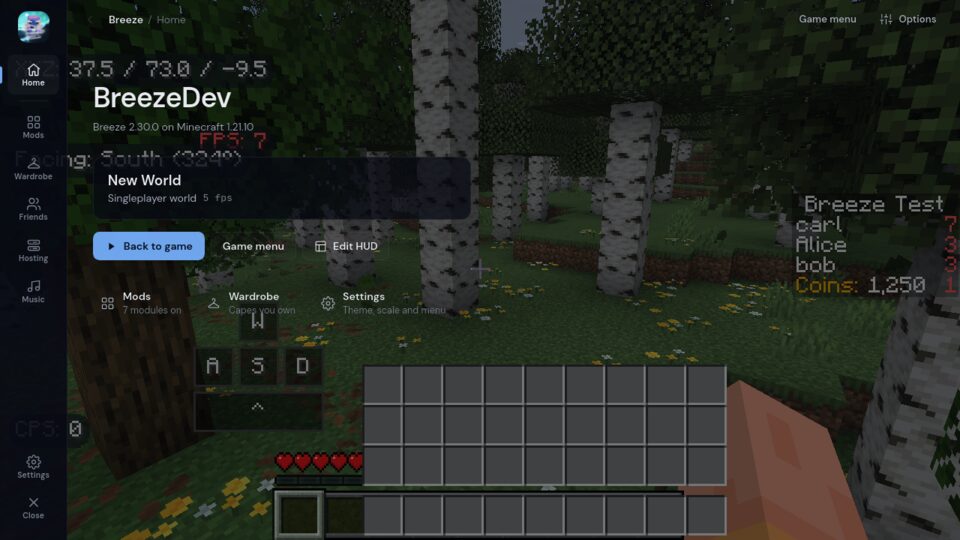 Breeze / Home
Game menu
Options
XYZ: 37.5 / 73.0 / -9.5
Home
BreezeDev
Breeze 2.30.0 on Minecraft 1.21.10
FPS: 7
Mods
Facing: South (324°)
Wardrobe
New World
Singleplayer world 5 fps
Friends
Breeze Test
carl 7
Alice 3
bob 3
Coins: 1,250 1
Hosting
Back to game
Game menu
Edit HUD
Music
Mods
7 modules on
Wardrobe
Capes you own
Settings
Theme, scale and menu
W
A S D
^
CPS: 0
Settings
Close